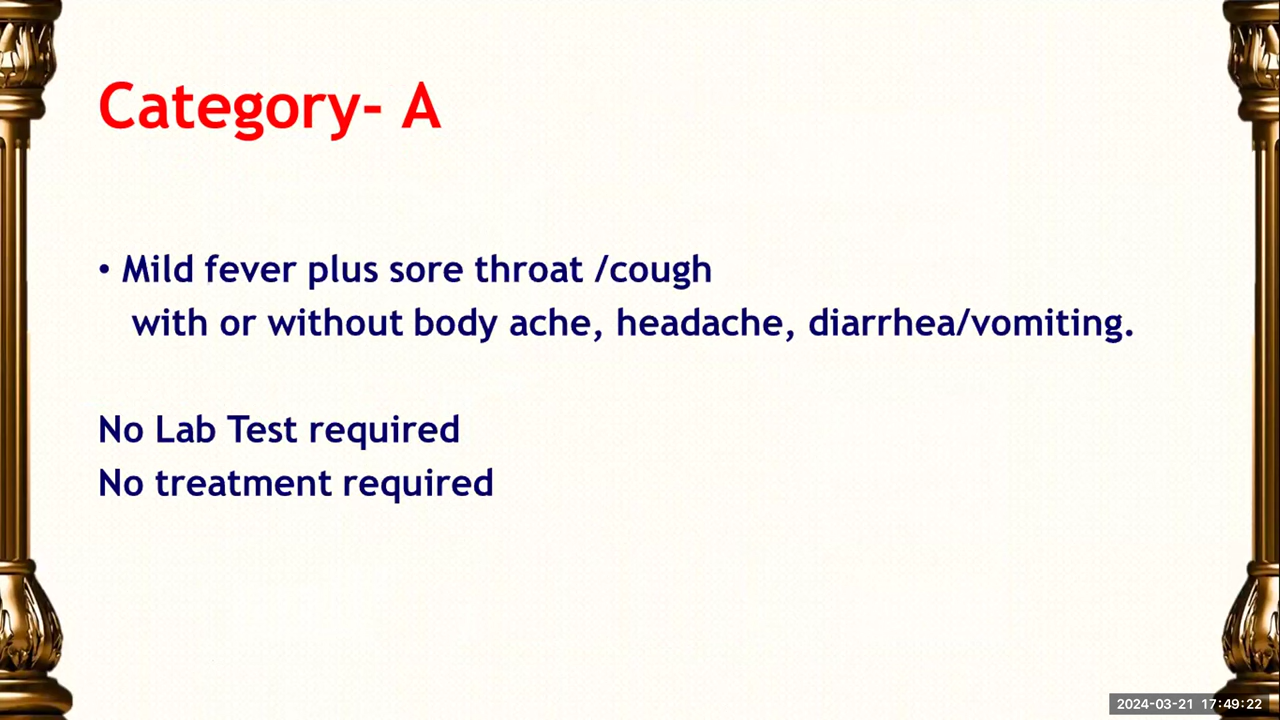 Category- A
• Mild fever plus sore throat /cough
with or without body ache, headache, diarrhea/vomiting.
No Lab Test required
No treatment required
2024-03-21 17:49:22